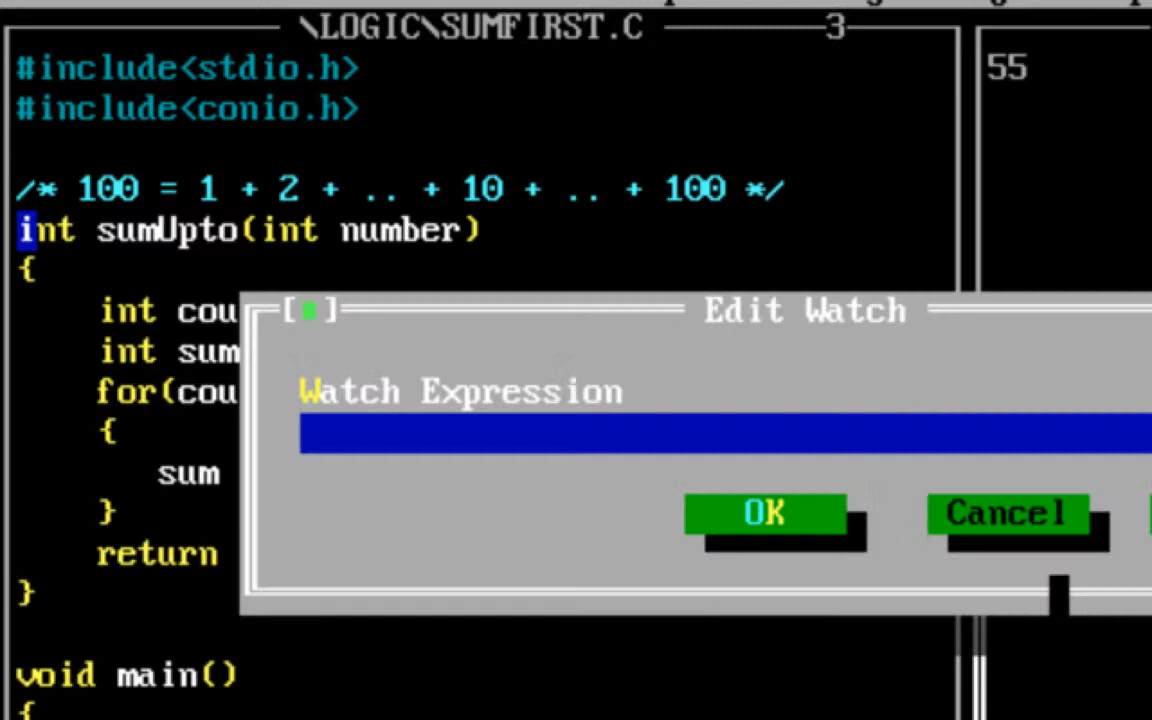 \LOGIC\SUMFIRST.C 3
#include<stdio.h>
#include<conio.h>
/* 100 = 1 + 2 + .. + 10 + .. + 100 */
int sumUpto(int number)
{
int cou
int sum
for(cou
{
sum
}
return
}
void main()
{
55
[ ] Edit Watch
Watch Expression
OK Cancel